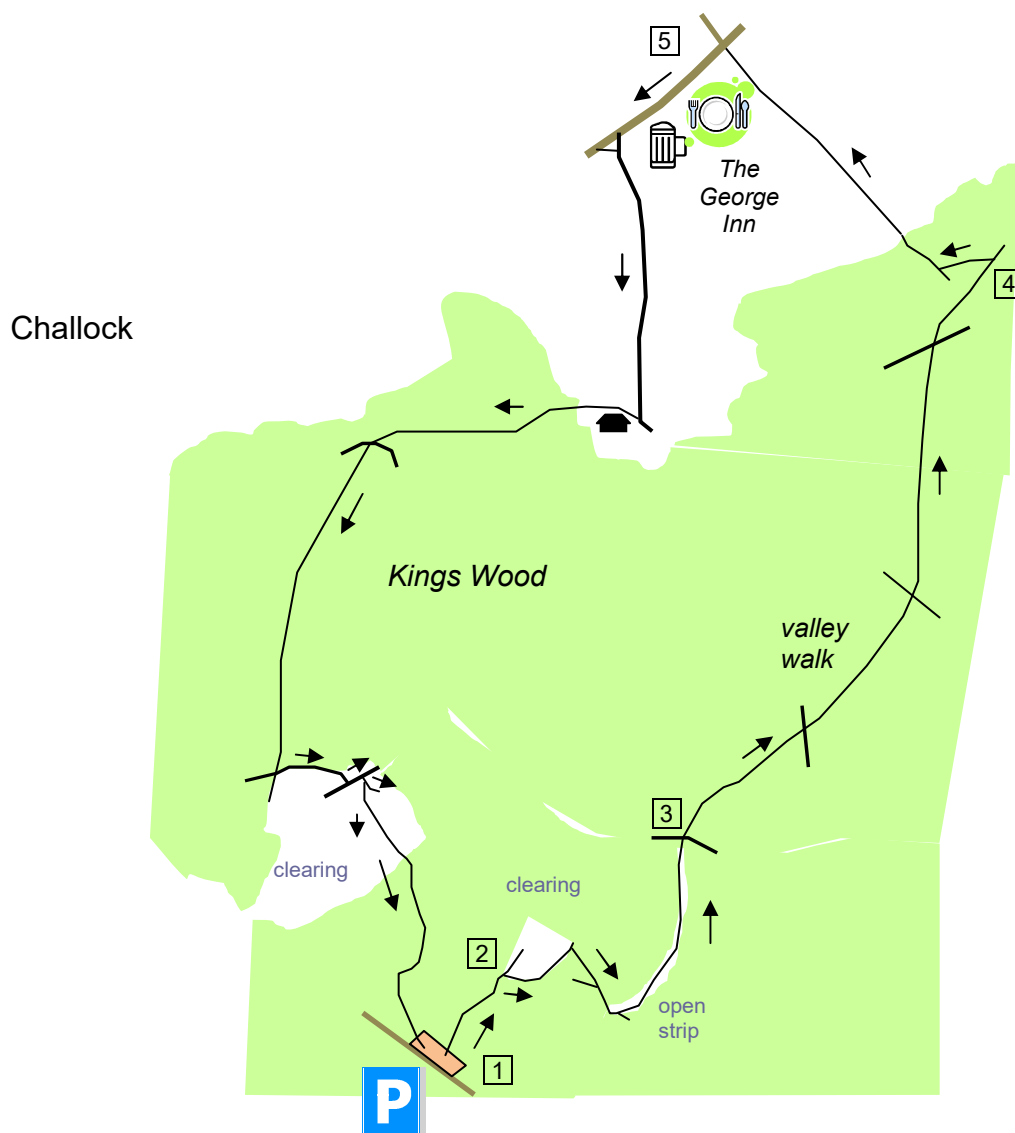 5
The
George
Inn
4
Challock
Kings Wood
valley
walk
3
clearing
clearing
2
open
strip
1
P